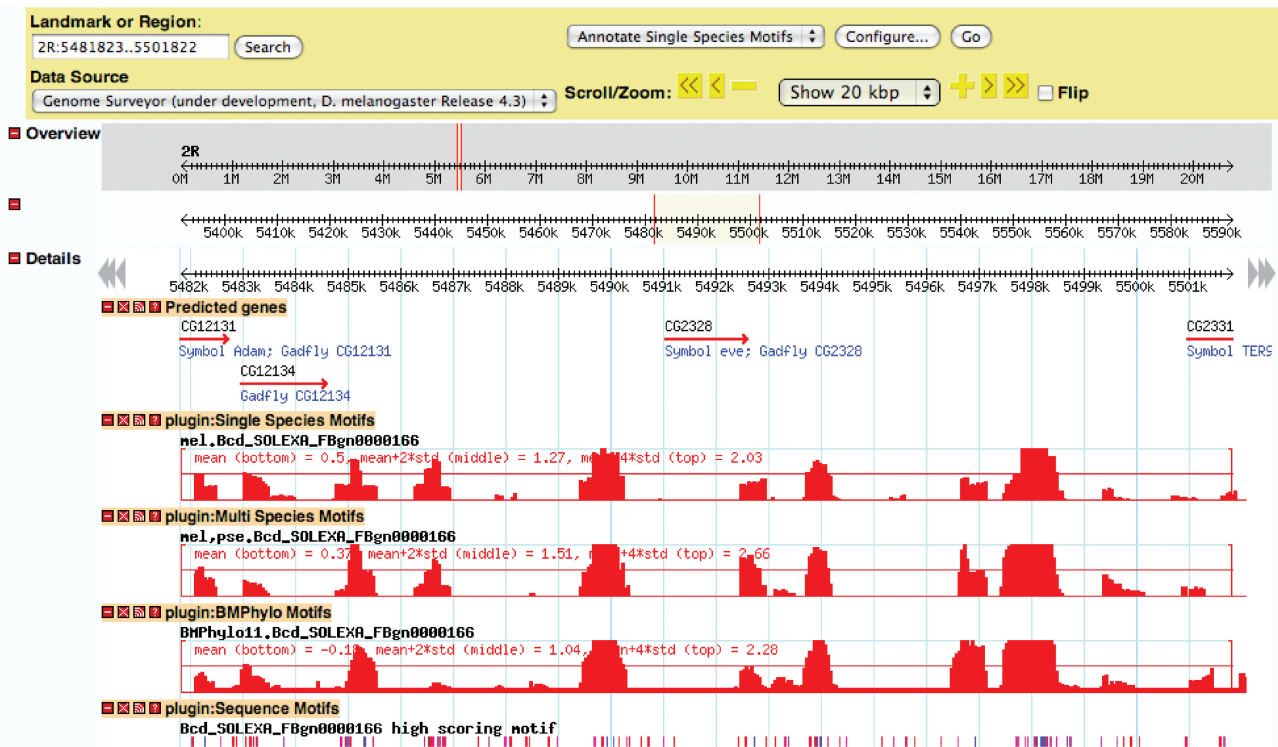 Landmark or Region:
2R:5481823..5501822 Search
Annotate Single Species Motifs Configure... Go
Data Source
Genome Surveyor (under development, D. melanogaster Release 4.3)
Scroll/Zoom: << < Show 20 kbp > >> Flip
Overview
2R
0M 1M 2M 3M 4M 5M 6M 7M 8M 9M 10M 11M 12M 13M 14M 15M 16M 17M 18M 19M 20M
5400k 5410k 5420k 5430k 5440k 5450k 5460k 5470k 5480k 5490k 5500k 5510k 5520k 5530k 5540k 5550k 5560k 5570k 5580k 5590k
Details
5482k 5483k 5484k 5485k 5486k 5487k 5488k 5489k 5490k 5491k 5492k 5493k 5494k 5495k 5496k 5497k 5498k 5499k 5500k 5501k
Predicted genes
CG12131 CG2328 CG2331
Symbol Adam; Gadfly CG12131 Symbol eve; Gadfly CG2328 Symbol
CG12134
Gadfly CG12134
plugin:Single Species Motifs
mel.Bcd_SOLEXA_FBgn0000166
mean (bottom) = 0.5, mean+2*std (middle) = 1.27, 4*std (top) = 2.03
plugin:Multi Species Motifs
mel,pse.Bcd_SOLEXA_FBgn0000166
mean (bottom) = 0.37 mean+2*std (middle) = 1.51, +4*std (top) = 2.66
plugin:BMPhylo Motifs
BMPhylo11.Bcd_SOLEXA_FBgn0000166
mean (bottom) = mean+2*std (middle) = 1.04, +4*std (top) = 2.28
plugin:Sequence Motifs
Bcd_SOLEXA_FBgn0000166 high scoring motif